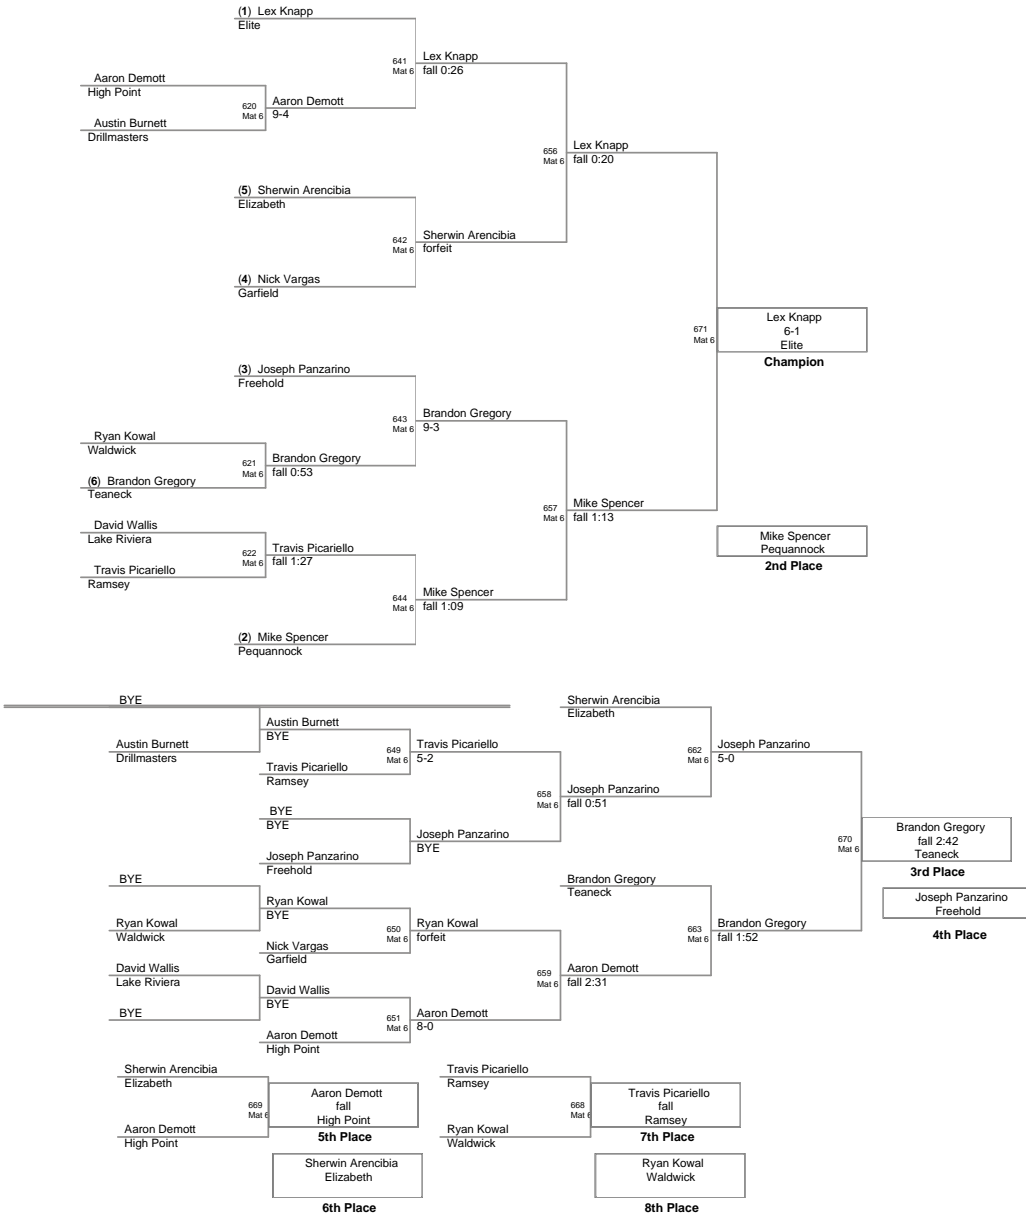 (1) Lex Knapp
Elite
641
Mat 6
Lex Knapp
fall 0:26
Aaron Demott
High Point
620
Mat 6
Aaron Demott
9-4
Austin Burnett
Drillmasters
656
Mat 6
Lex Knapp
fall 0:20
(5) Sherwin Arencibia
Elizabeth
642
Mat 6
Sherwin Arencibia
forfeit
(4) Nick Vargas
Garfield
671
Mat 6
Lex Knapp
6-1
Elite
Champion
(3) Joseph Panzarino
Freehold
643
Mat 6
Brandon Gregory
9-3
Ryan Kowal
Waldwick
621
Mat 6
Brandon Gregory
fall 0:53
(6) Brandon Gregory
Teaneck
657
Mat 6
Mike Spencer
fall 1:13
David Wallis
Lake Riviera
622
Mat 6
Travis Picariello
fall 1:27
Travis Picariello
Ramsey
644
Mat 6
Mike Spencer
fall 1:09
(2) Mike Spencer
Pequannock
Mike Spencer
Pequannock
2nd Place
BYE
Austin Burnett
BYE
Austin Burnett
Drillmasters
649
Mat 6
Travis Picariello
5-2
Travis Picariello
Ramsey
658
Mat 6
Joseph Panzarino
fall 0:51
BYE
BYE
Joseph Panzarino
BYE
Joseph Panzarino
Freehold
Sherwin Arencibia
Elizabeth
662
Mat 6
Joseph Panzarino
5-0
670
Mat 6
Brandon Gregory
fall 2:42
Teaneck
3rd Place
Joseph Panzarino
Freehold
4th Place
BYE
Ryan Kowal
BYE
Ryan Kowal
Waldwick
650
Mat 6
Ryan Kowal
forfeit
Nick Vargas
Garfield
Brandon Gregory
Teaneck
663
Mat 6
Brandon Gregory
fall 1:52
659
Mat 6
Aaron Demott
fall 2:31
David Wallis
Lake Riviera
David Wallis
BYE
BYE
651
Mat 6
Aaron Demott
8-0
Aaron Demott
High Point
Sherwin Arencibia
Elizabeth
669
Mat 6
Aaron Demott
fall
High Point
5th Place
Aaron Demott
High Point
Sherwin Arencibia
Elizabeth
6th Place
Travis Picariello
Ramsey
668
Mat 6
Travis Picariello
fall
Ramsey
7th Place
Ryan Kowal
Waldwick
Ryan Kowal
Waldwick
8th Place